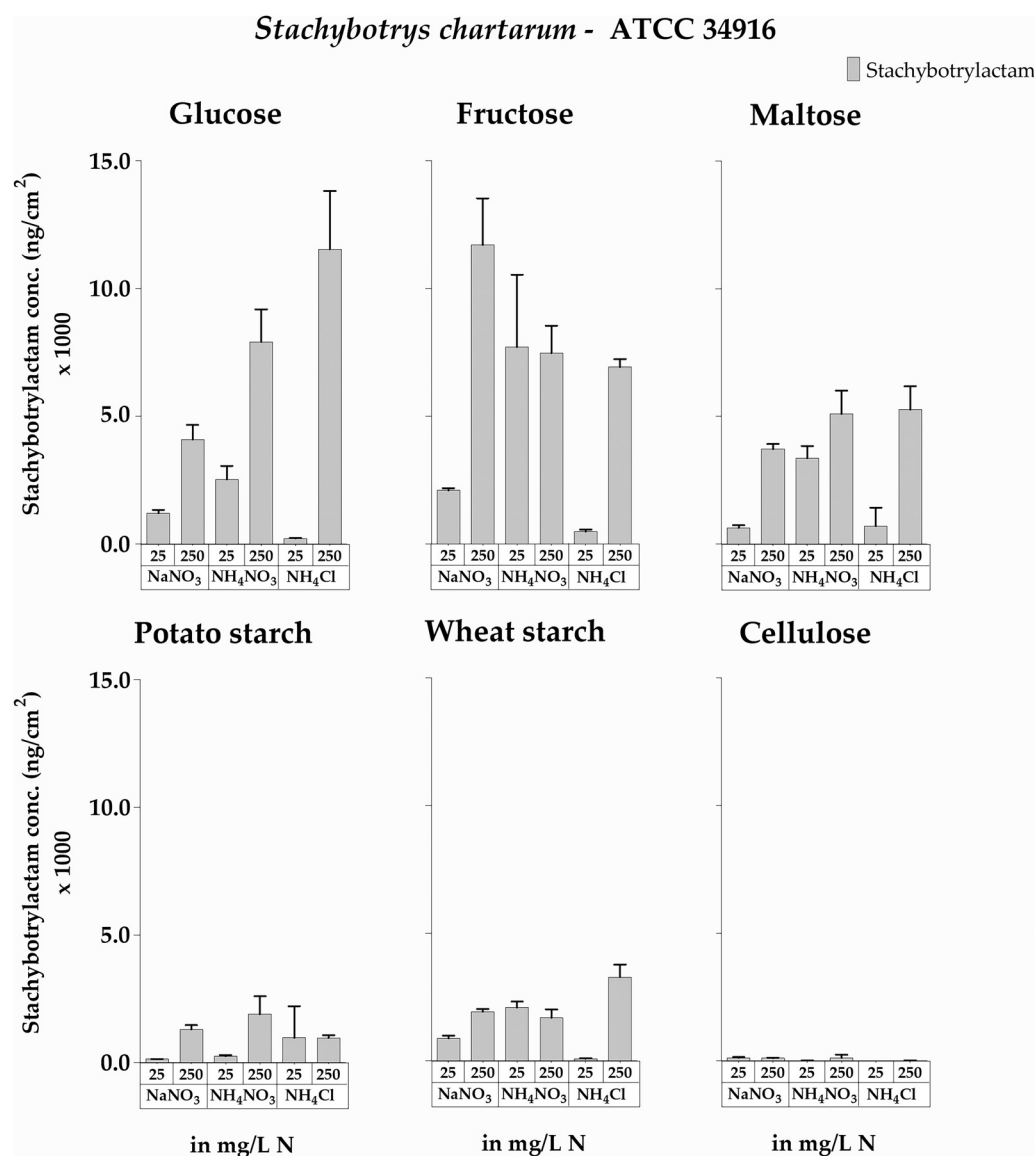 Stachybotrys chartarum - ATCC 34916
Stachybotrylactam
Glucose Fructose Maltose
Stachybotrylactam conc. (ng/cm²)
x 1000
15.0
10.0
5.0
0.0
25 250 25 250 25 250 25 250 25 250 25 250 25 250 25 250 25 250
NaNO₃ NH₄NO₃ NH₄Cl NaNO₃ NH₄NO₃ NH₄Cl NaNO₃ NH₄NO₃ NH₄Cl
Potato starch Wheat starch Cellulose
Stachybotrylactam conc. (ng/cm²)
x 1000
15.0
10.0
5.0
0.0
25 250 25 250 25 250 25 250 25 250 25 250 25 250 25 250 25 250
NaNO₃ NH₄NO₃ NH₄Cl NaNO₃ NH₄NO₃ NH₄Cl NaNO₃ NH₄NO₃ NH₄Cl
in mg/L N in mg/L N in mg/L N